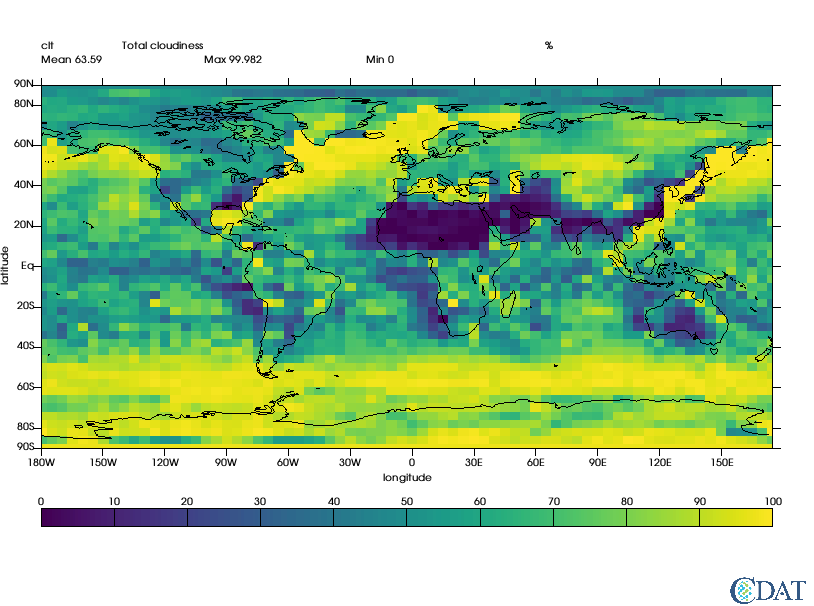 clt Total cloudiness %
Mean 63.59 Max 99.982 Min 0
90N
80N
60N
40N
20N
Eq
20S
40S
60S
80S
90S
latitude
180W 150W 120W 90W 60W 30W 0 30E 60E 90E 120E 150E
longitude
0 10 20 30 40 50 60 70 80 90 100
CDAT